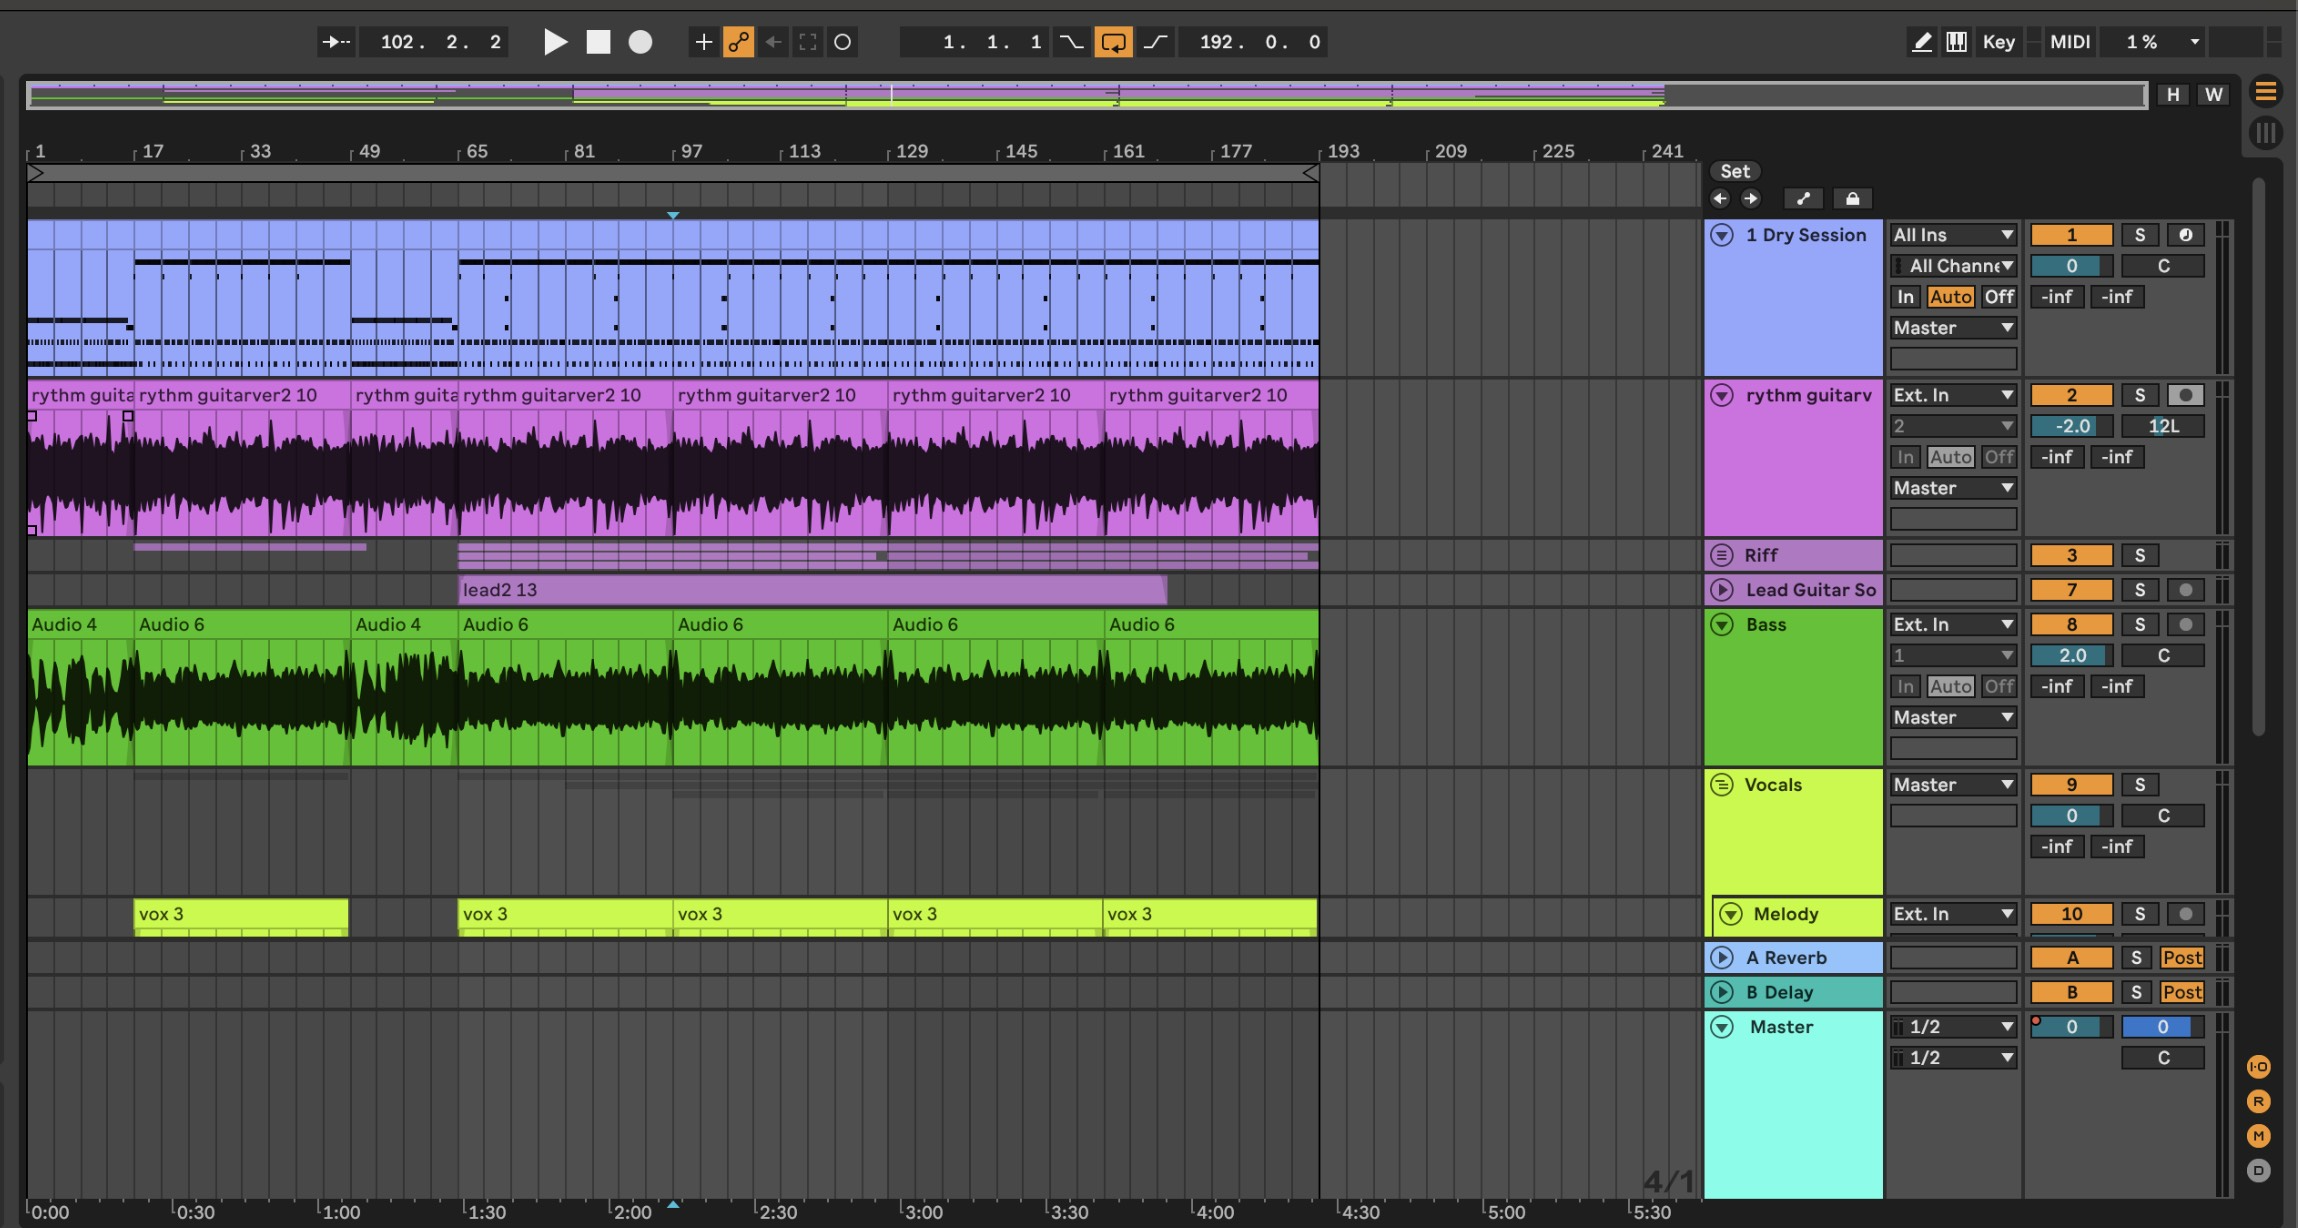 102. 2. 2 1. 1. 1 192. 0. 0 Key MIDI 1 %
H W
1 17 33 49 65 81 97 113 129 145 161 177 193 209 225 241
Set
1 Dry Session All Ins 1 S
All Channe 0 C
In Auto Off -inf -inf
Master
rythm guita rythm guitarver2 10 rythm guita rythm guitarver2 10 rythm guitarver2 10 rythm guitarver2 10 rythm guitarver2 10 rythm guitarv Ext. In 2 S
2 -2.0 12L
In Auto Off -inf -inf
Master
Riff 3 S
lead2 13 Lead Guitar So 7 S
Audio 4 Audio 6 Audio 4 Audio 6 Audio 6 Audio 6 Audio 6 Bass Ext. In 8 S
1 2.0 C
In Auto Off -inf -inf
Master
Vocals Master 9 S
0 C
-inf -inf
vox 3 vox 3 vox 3 vox 3 vox 3 Melody Ext. In 10 S
A Reverb A S Post
B Delay B S Post
Master 1/2 0 0
1/2 C
I·O
R
M
D
4/1
0:00 0:30 1:00 1:30 2:00 2:30 3:00 3:30 4:00 4:30 5:00 5:30